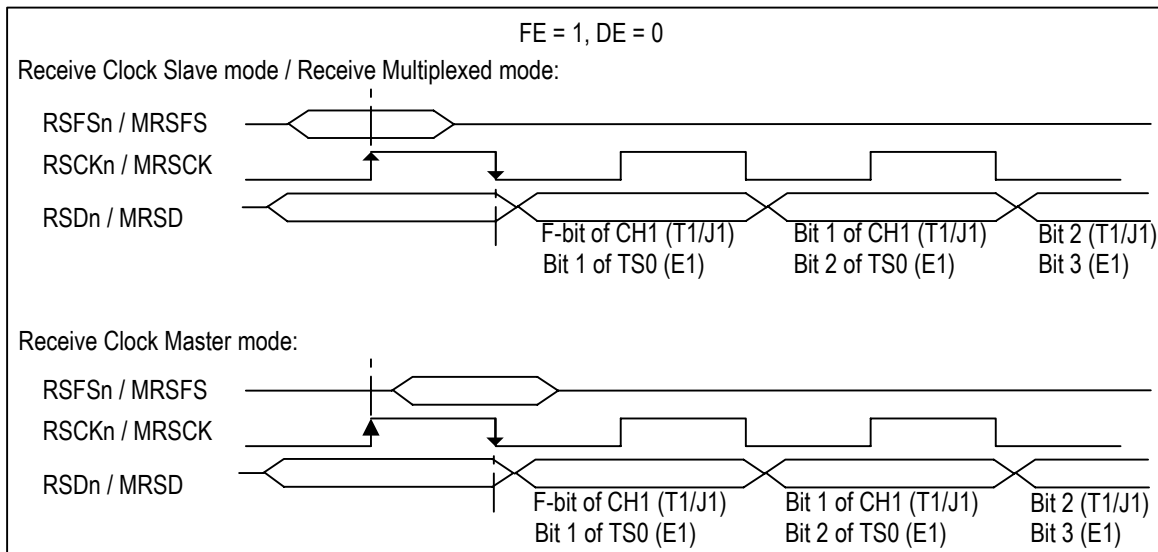 FE = 1, DE = 0
Receive Clock Slave mode / Receive Multiplexed mode:
RSFSn / MRSFS
RSCKn / MRSCK
RSDn / MRSD
F-bit of CH1 (T1/J1)
Bit 1 of TS0 (E1)
Bit 1 of CH1 (T1/J1)
Bit 2 of TS0 (E1)
Bit 2 (T1/J1)
Bit 3 (E1)
Receive Clock Master mode:
RSFSn / MRSFS
RSCKn / MRSCK
RSDn / MRSD
F-bit of CH1 (T1/J1)
Bit 1 of TS0 (E1)
Bit 1 of CH1 (T1/J1)
Bit 2 of TS0 (E1)
Bit 2 (T1/J1)
Bit 3 (E1)